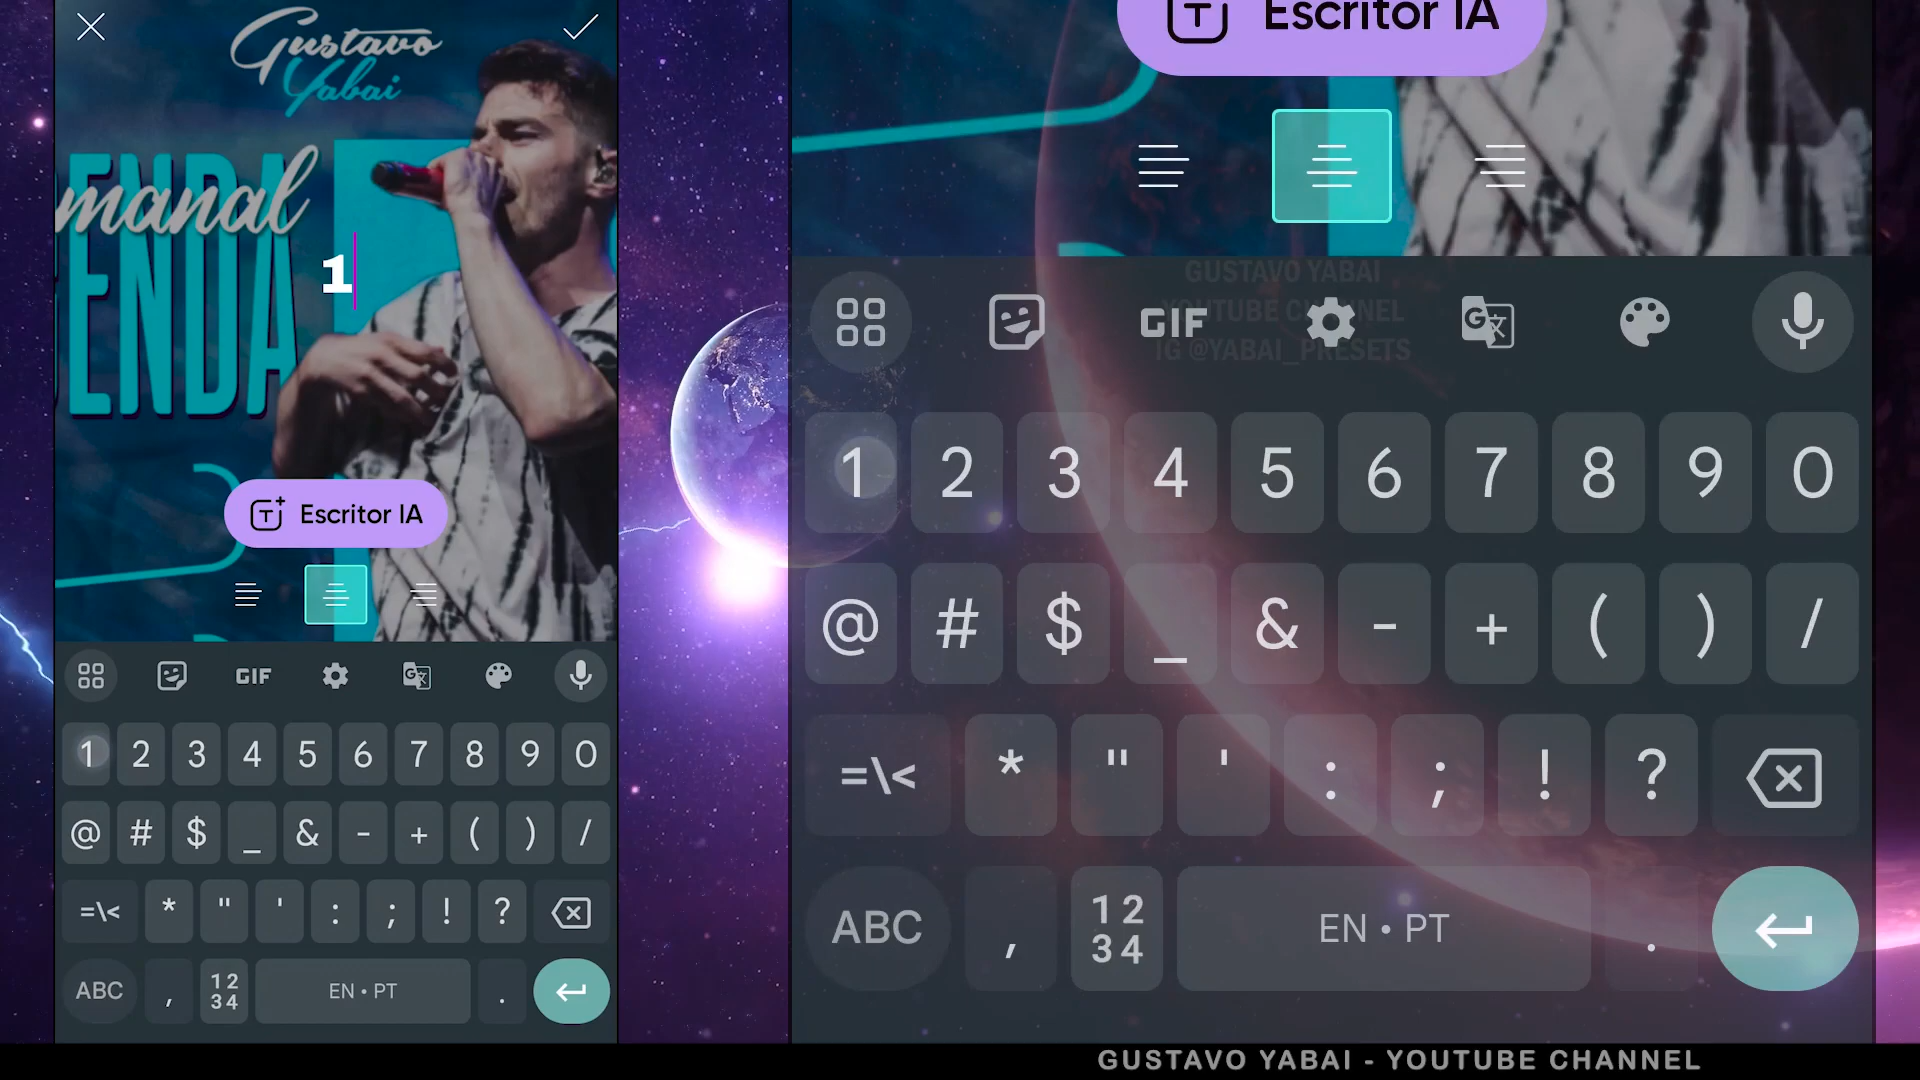 Gustavo
Yabai
ENDA
manal
GENDA
1
Escritor IA
GIF
1 2 3 4 5 6 7 8 9 0
@ # $ _ & - + ( ) /
=\< * " ' : ; ! ?
ABC , 12 34 EN • PT .
Escritor IA
GUSTAVO YABAI
YOUTUBE CHANNEL
IG @YABAI_PRESETS
GIF
1 2 3 4 5 6 7 8 9 0
@ # $ _ & - + ( ) /
=\< * " ' : ; ! ?
ABC , 12 34 EN • PT .
GUSTAVO YABAI - YOUTUBE CHANNEL